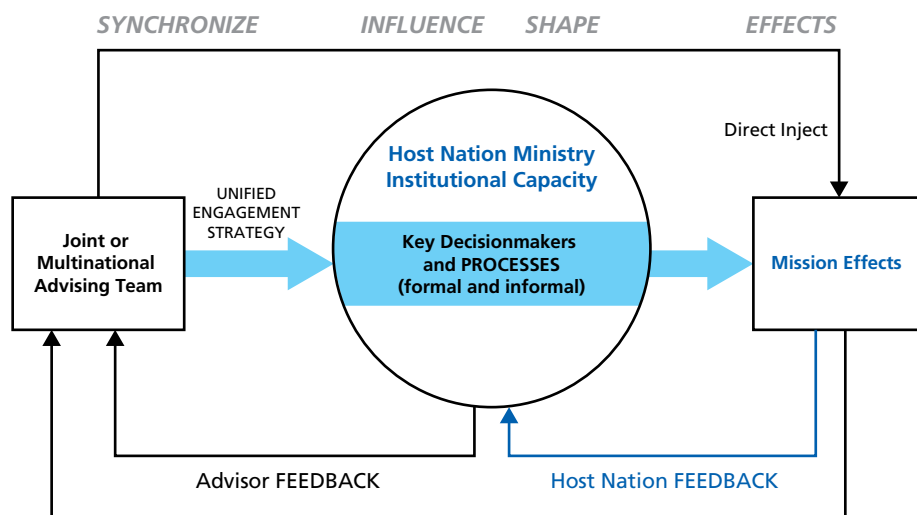 SYNCHRONIZE INFLUENCE SHAPE EFFECTS
Direct Inject
Host Nation Ministry
Institutional Capacity
UNIFIED
ENGAGEMENT
STRATEGY
Joint or
Multinational
Advising Team
Key Decisionmakers
and PROCESSES
(formal and informal)
Mission Effects
Advisor FEEDBACK
Host Nation FEEDBACK